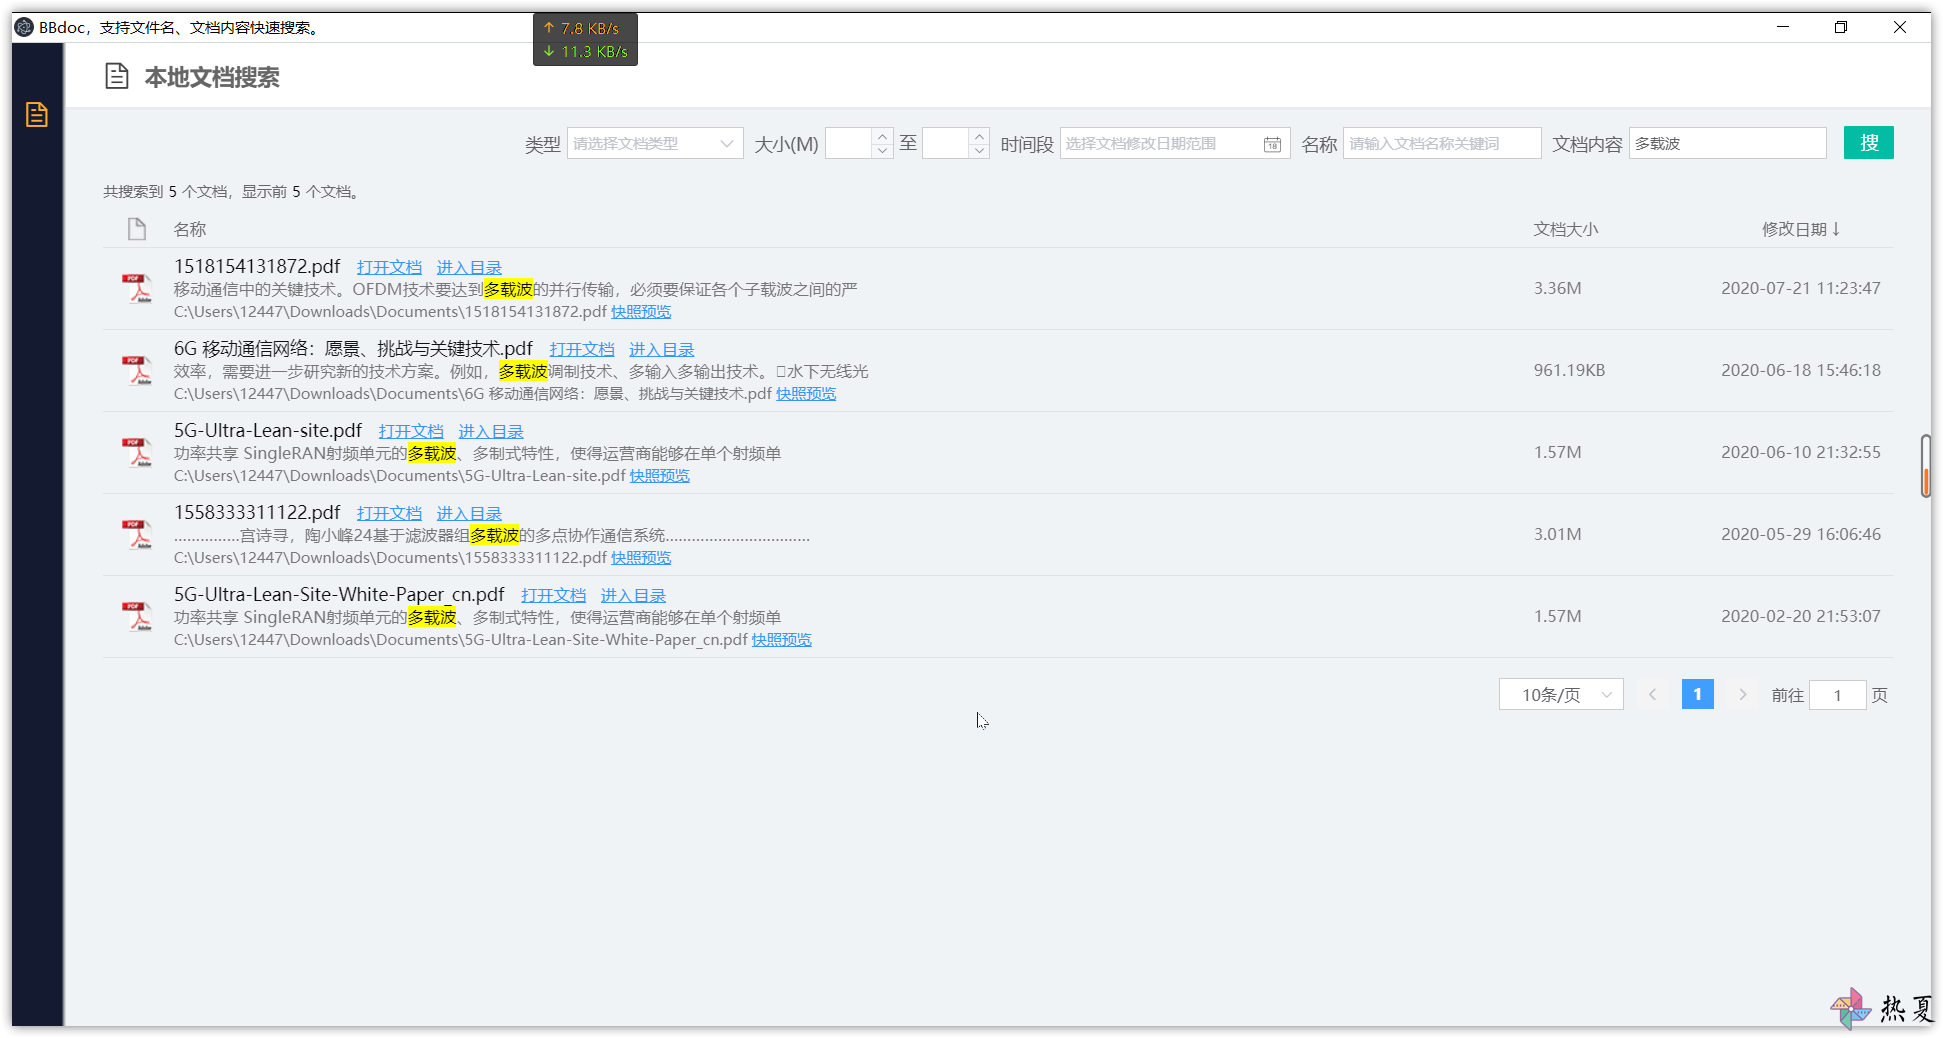 BBdoc，支持文件名、文档内容快速搜索。
↑ 7.8 KB/s
↓ 11.3 KB/s
本地文档搜索
类型 请选择文档类型 大小(M) 至 时间段 选择文档修改日期范围 名称 请输入文档名称关键词 文档内容 多载波 搜
共搜索到 5 个文档，显示前 5 个文档。
名称 文档大小 修改日期↓
1518154131872.pdf 打开文档 进入目录
移动通信中的关键技术。OFDM技术要达到多载波的并行传输，必须要保证各个子载波之间的严 3.36M 2020-07-21 11:23:47
C:\Users\12447\Downloads\Documents\1518154131872.pdf 快照预览
6G 移动通信网络：愿景、挑战与关键技术.pdf 打开文档 进入目录
效率，需要进一步研究新的技术方案。例如，多载波调制技术、多输入多输出技术。▯水下无线光 961.19KB 2020-06-18 15:46:18
C:\Users\12447\Downloads\Documents\6G 移动通信网络：愿景、挑战与关键技术.pdf 快照预览
5G-Ultra-Lean-site.pdf 打开文档 进入目录
功率共享 SingleRAN射频单元的多载波、多制式特性，使得运营商能够在单个射频单 1.57M 2020-06-10 21:32:55
C:\Users\12447\Downloads\Documents\5G-Ultra-Lean-site.pdf 快照预览
1558333311122.pdf 打开文档 进入目录
...............宫诗寻，陶小峰24基于滤波器组多载波的多点协作通信系统................................. 3.01M 2020-05-29 16:06:46
C:\Users\12447\Downloads\Documents\1558333311122.pdf 快照预览
5G-Ultra-Lean-Site-White-Paper_cn.pdf 打开文档 进入目录
功率共享 SingleRAN射频单元的多载波、多制式特性，使得运营商能够在单个射频单 1.57M 2020-02-20 21:53:07
C:\Users\12447\Downloads\Documents\5G-Ultra-Lean-Site-White-Paper_cn.pdf 快照预览
10条/页 1 前往 1 页
热夏